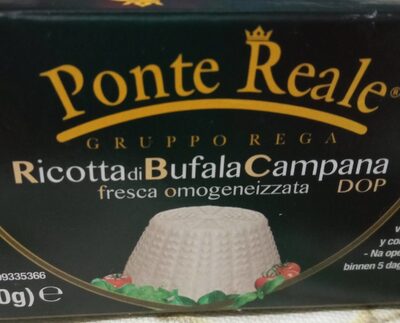 Ponte Reale®
GRUPPO REGA
Ricotta di Bufala Campana
fresca omogeneizzata DOP
9335366
0g) e
v
y co
- Na ope
binnen 5 dag